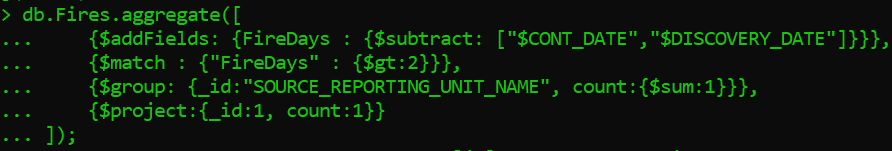 > db.Fires.aggregate([
... {$addFields: {FireDays : {$subtract: ["$CONT_DATE","$DISCOVERY_DATE"]}}},
... {$match : {"FireDays" : {$gt:2}}},
... {$group: {_id:"SOURCE_REPORTING_UNIT_NAME", count:{$sum:1}}},
... {$project:{_id:1, count:1}}
... ]);